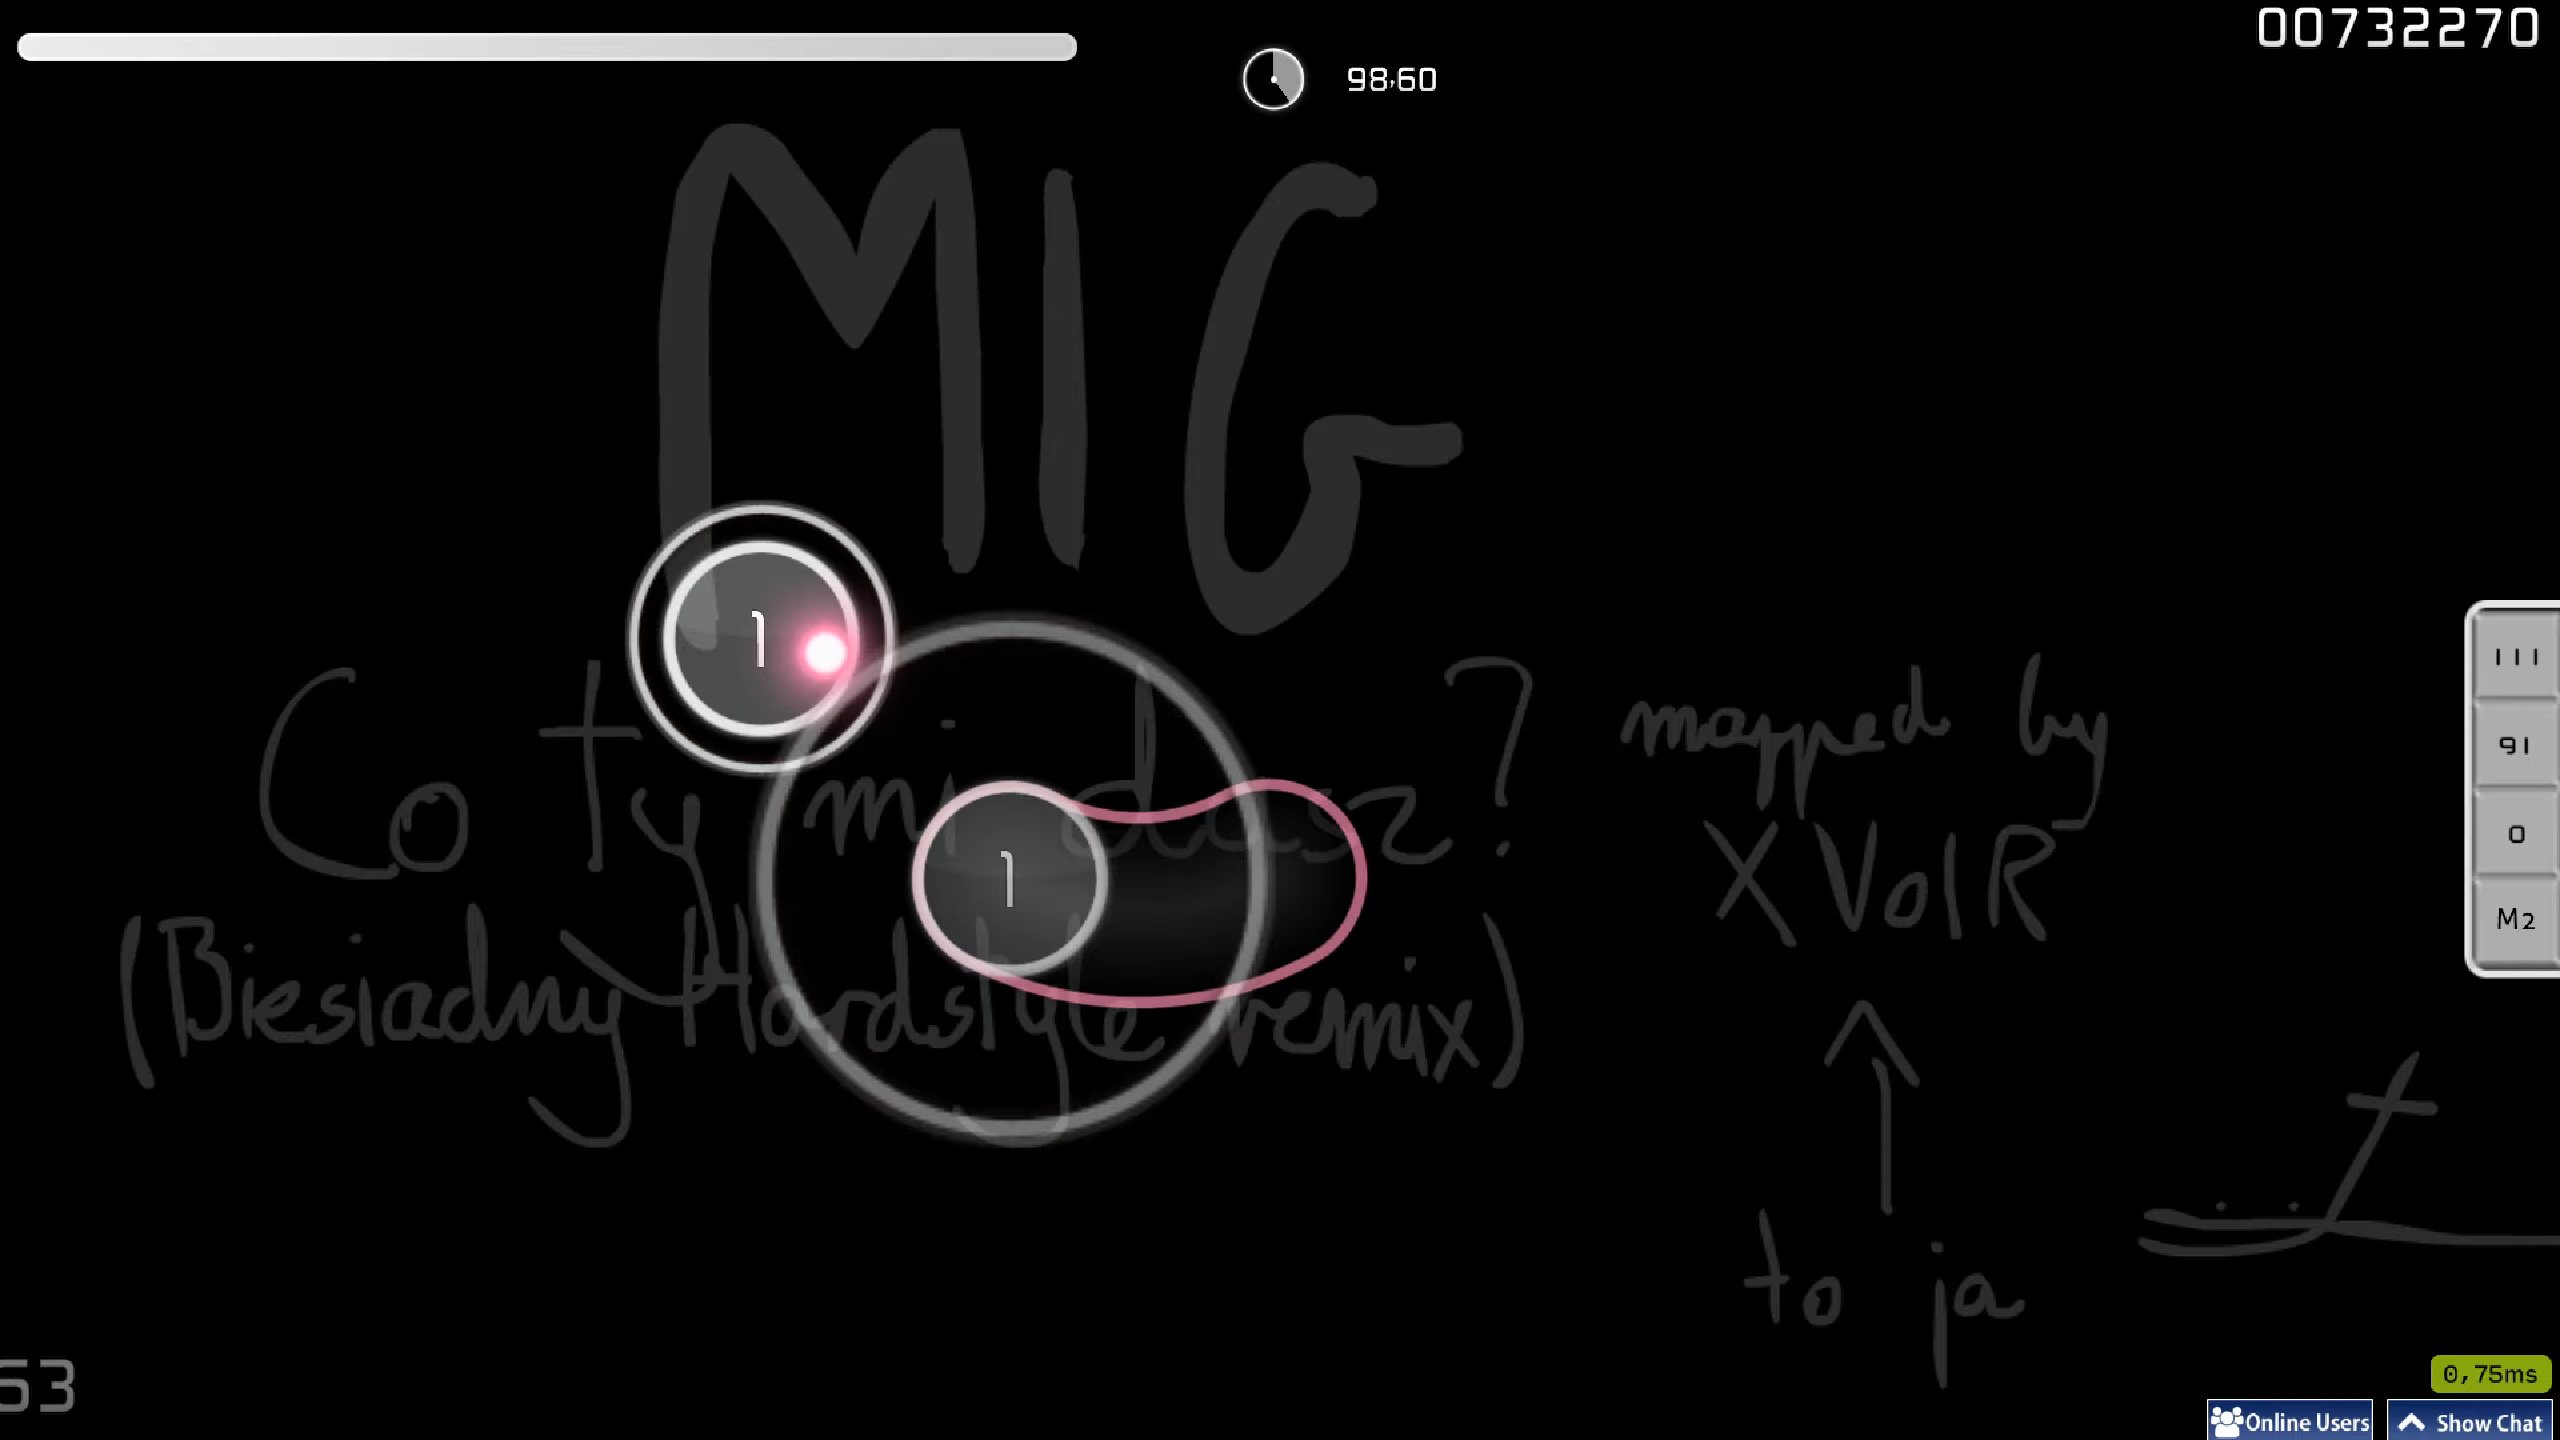 00732270
98.60
MIG
1
Co ty mi dasz?
mapped by
XVolR
1
(Biesiadny Hardstyle remix)
to ja
111
91
0
M2
53
0,75ms
Online Users
Show Chat